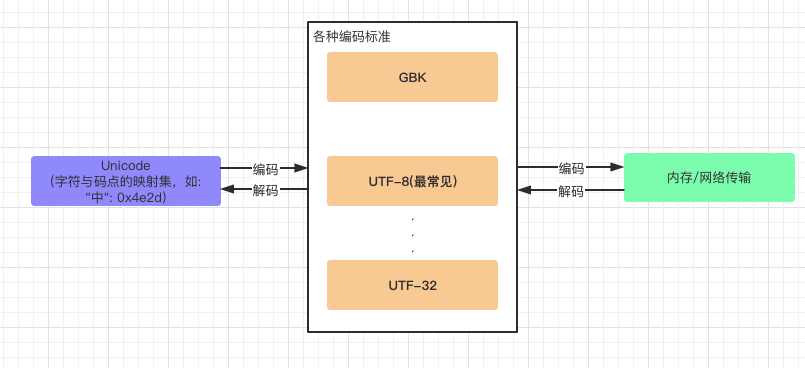 各种编码标准
GBK
Unicode
(字符与码点的映射集，如:
"中": 0x4e2d)
编码
解码
UTF-8(最常见)
.
.
.
UTF-32
编码
解码
内存/网络传输